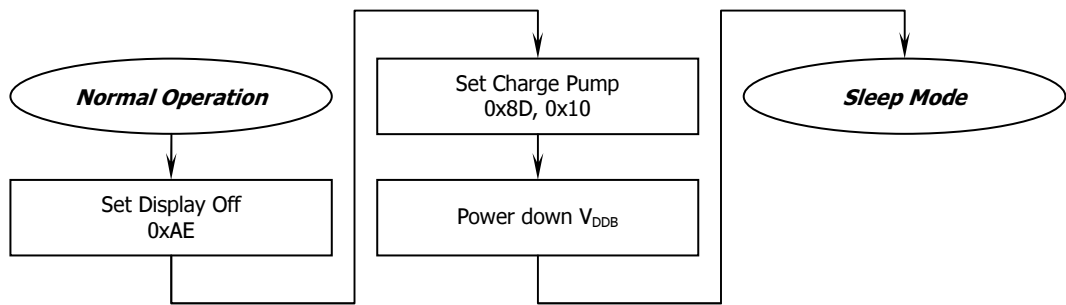 Normal Operation
Set Display Off
0xAE
Set Charge Pump
0x8D, 0x10
Power down VDDB
Sleep Mode